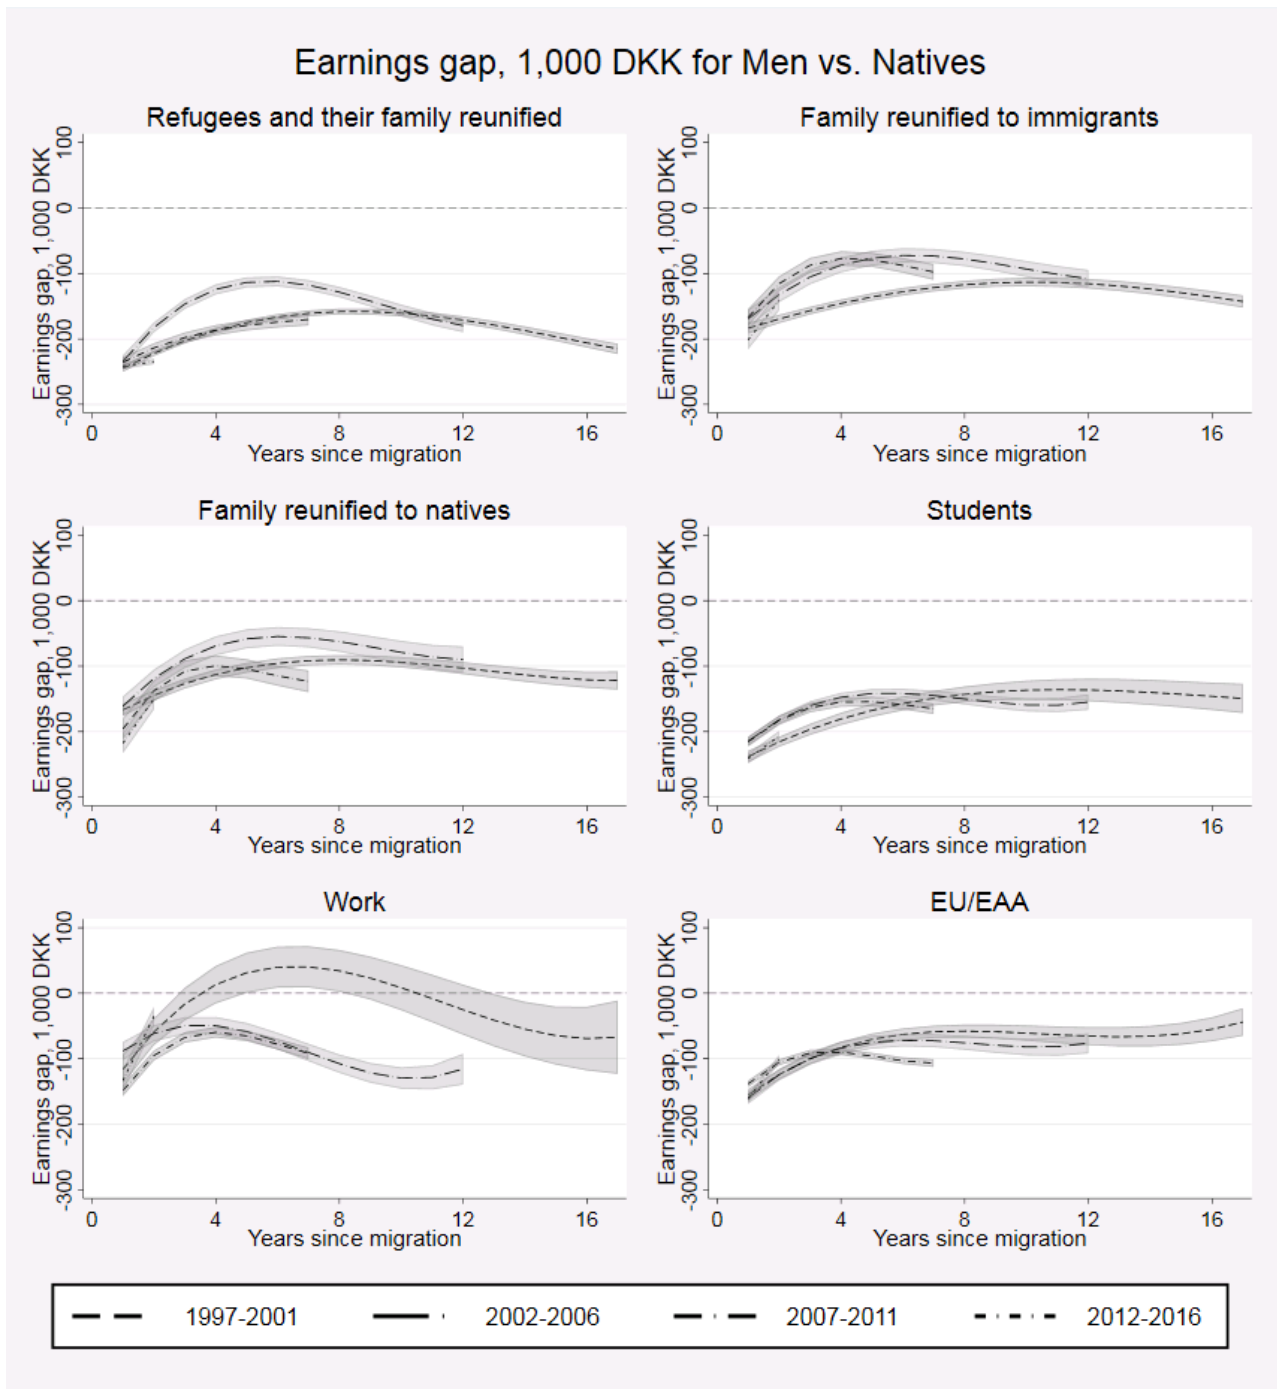 Earnings gap, 1,000 DKK for Men vs. Natives
Refugees and their family reunified
Earnings gap, 1,000 DKK
100
0
-100
-200
-300
0 4 8 12 16
Years since migration
Family reunified to immigrants
Earnings gap, 1,000 DKK
100
0
-100
-200
-300
0 4 8 12 16
Years since migration
Family reunified to natives
Earnings gap, 1,000 DKK
100
0
-100
-200
-300
0 4 8 12 16
Years since migration
Students
Earnings gap, 1,000 DKK
100
0
-100
-200
-300
0 4 8 12 16
Years since migration
Work
Earnings gap, 1,000 DKK
100
0
-100
-200
-300
0 4 8 12 16
Years since migration
EU/EAA
Earnings gap, 1,000 DKK
100
0
-100
-200
-300
0 4 8 12 16
Years since migration
1997-2001 2002-2006 2007-2011 2012-2016